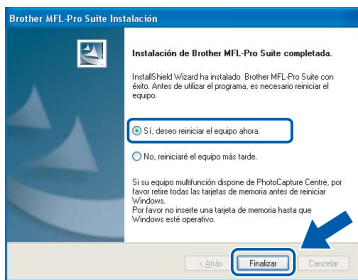 Brother MFL-Pro Suite Instalación
Instalación de Brother MFL-Pro Suite completada.
InstallShield Wizard ha instalado Brother MFL-Pro Suite con
éxito. Antes de utilizar el programa, es necesario reiniciar el
equipo.
Sí, deseo reiniciar el equipo ahora.
No, reiniciaré el equipo más tarde.
Si su equipo multifunción dispone de PhotoCapture Centre, por
favor retire todas las tarjetas de memoria antes de reiniciar
Windows.
Por favor no inserte una tarjeta de memoria hasta que
Windows esté operativo.
< Atrás
Finalizar
Cancelar